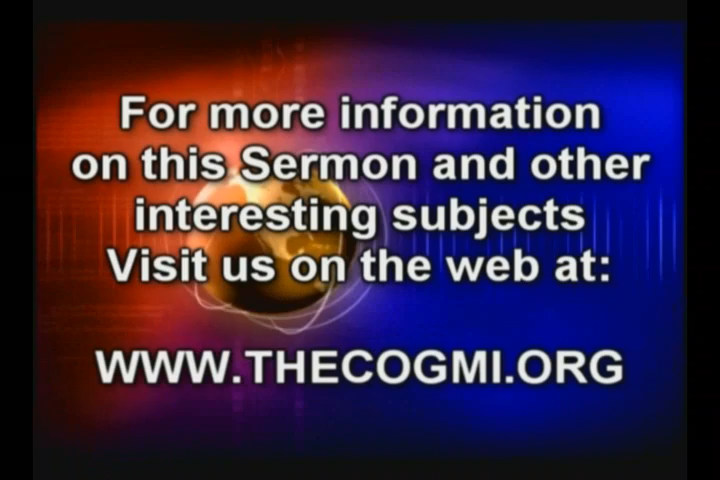 For more information
on this Sermon and other
interesting subjects
Visit us on the web at:
WWW.THECOGMI.ORG